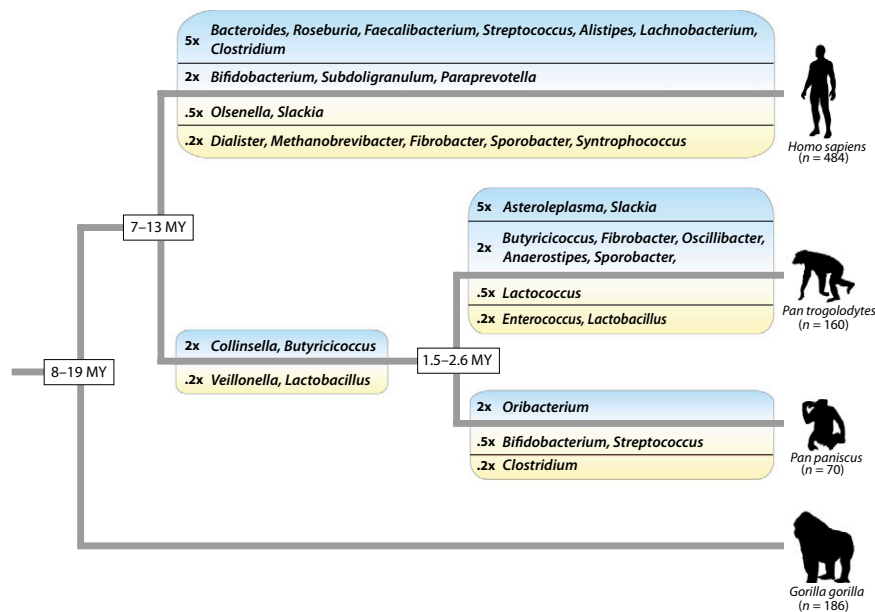 5x Bacteroides, Roseburia, Faecalibacterium, Streptococcus, Alistipes, Lachnobacterium,
Clostridium
2x Bifidobacterium, Subdoligranulum, Paraprevotella
.5x Olsenella, Slackia
.2x Dialister, Methanobrevibacter, Fibrobacter, Sporobacter, Syntrophococcus
Homo sapiens
(n = 484)
7–13 MY
5x Asteroleplasma, Slackia
2x Butyricicoccus, Fibrobacter, Oscillibacter,
Anaerostipes, Sporobacter,
.5x Lactococcus
.2x Enterococcus, Lactobacillus
Pan trogolodytes
(n = 160)
2x Collinsella, Butyricicoccus
.2x Veillonella, Lactobacillus
1.5–2.6 MY
8–19 MY
2x Oribacterium
.5x Bifidobacterium, Streptococcus
.2x Clostridium
Pan paniscus
(n = 70)
Gorilla gorilla
(n = 186)